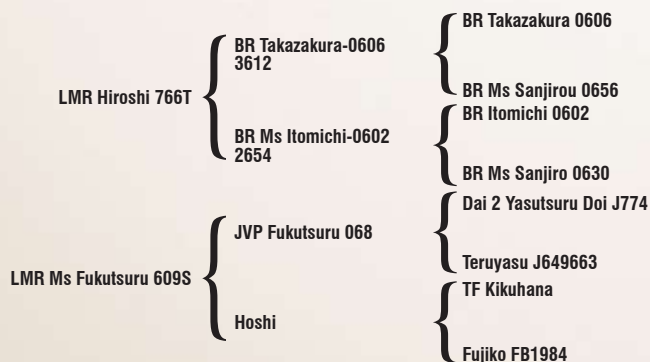 LMR Hiroshi 766T
BR Takazakura-0606
3612
BR Takazakura 0606
BR Ms Sanjirou 0656
BR Ms Itomichi-0602
2654
BR Itomichi 0602
BR Ms Sanjiro 0630
LMR Ms Fukutsuru 609S
JVP Fukutsuru 068
Dai 2 Yasutsuru Doi J774
Teruyasu J649663
Hoshi
TF Kikuhana
Fujiko FB1984